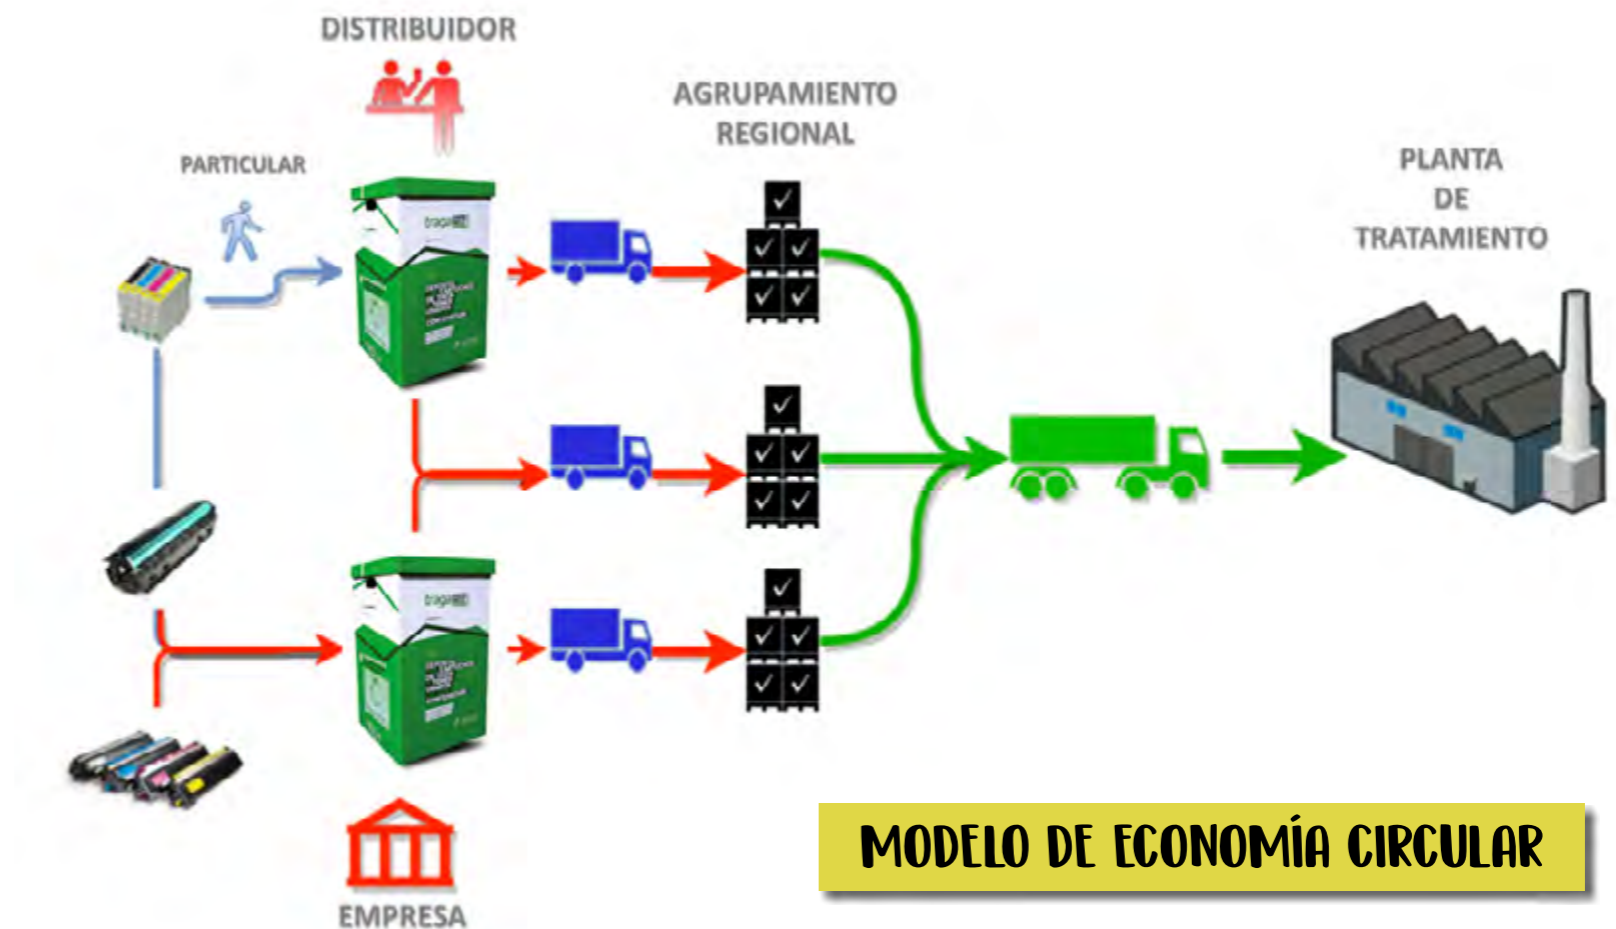 DISTRIBUIDOR
AGRUPAMIENTO
REGIONAL
PARTICULAR
PLANTA
DE
TRATAMIENTO
MODELO DE ECONOMÍA CIRCULAR
EMPRESA